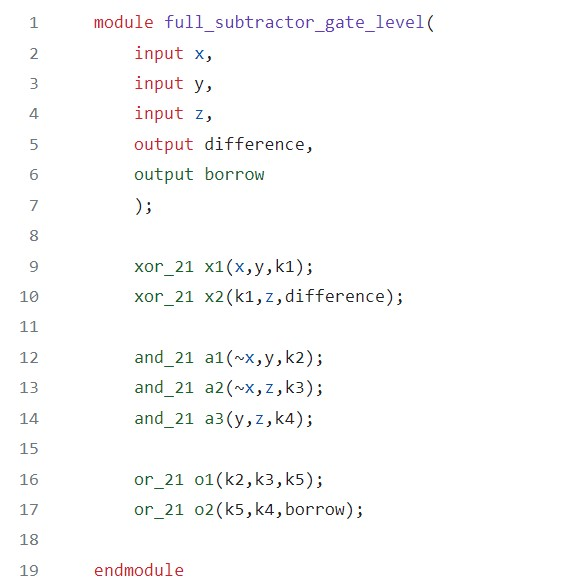 1 module full_subtractor_gate_level(
2 input x,
3 input y,
4 input z,
5 output difference,
6 output borrow
7 );
8
9 xor_21 x1(x,y,k1);
10 xor_21 x2(k1,z,difference);
11
12 and_21 a1(~x,y,k2);
13 and_21 a2(~x,z,k3);
14 and_21 a3(y,z,k4);
15
16 or_21 o1(k2,k3,k5);
17 or_21 o2(k5,k4,borrow);
18
19 endmodule